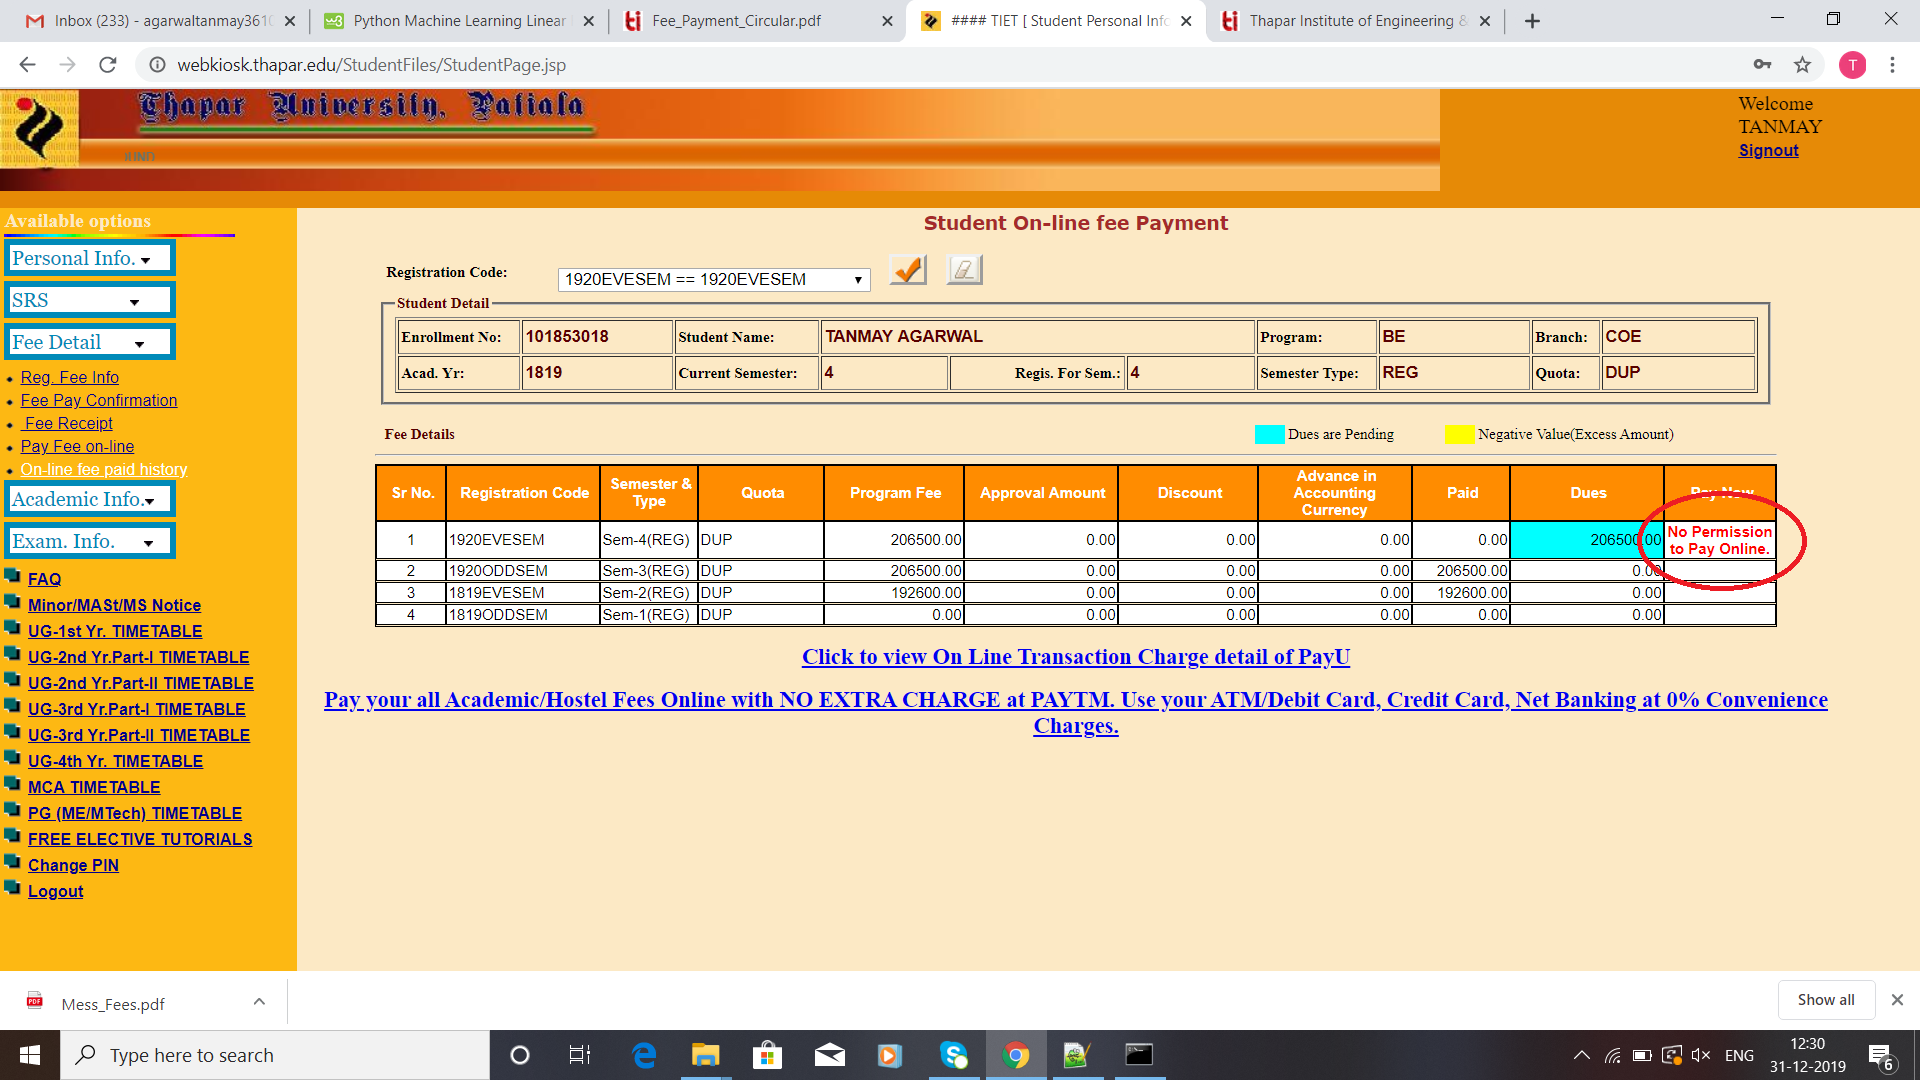 Inbox (233) - agarwaltanmay3610
Python Machine Learning Linear
Fee_Payment_Circular.pdf
#### TIET [ Student Personal Info
Thapar Institute of Engineering &
webkiosk.thapar.edu/StudentFiles/StudentPage.jsp
T
Thapar University, Patiala
KIND
Welcome
TANMAY
Signout
Available options
Personal Info.
SRS
Fee Detail
Reg. Fee Info
Fee Pay Confirmation
Fee Receipt
Pay Fee on-line
On-line fee paid history
Academic Info.
Exam. Info.
FAQ
Minor/MASt/MS Notice
UG-1st Yr. TIMETABLE
UG-2nd Yr.Part-I TIMETABLE
UG-2nd Yr.Part-II TIMETABLE
UG-3rd Yr.Part-I TIMETABLE
UG-3rd Yr.Part-II TIMETABLE
UG-4th Yr. TIMETABLE
MCA TIMETABLE
PG (ME/MTech) TIMETABLE
FREE ELECTIVE TUTORIALS
Change PIN
Logout
Student On-line fee Payment
Registration Code: 1920EVESEM == 1920EVESEM
Student Detail
Enrollment No: 101853018 Student Name: TANMAY AGARWAL Program: BE Branch: COE
Acad. Yr: 1819 Current Semester: 4 Regis. For Sem.: 4 Semester Type: REG Quota: DUP
Fee Details Dues are Pending Negative Value(Excess Amount)
Sr No. Registration Code Semester & Type Quota Program Fee Approval Amount Discount Advance in Accounting Currency Paid Dues Pay Now
1 1920EVESEM Sem-4(REG) DUP 206500.00 0.00 0.00 0.00 0.00 206500.00 No Permission to Pay Online.
2 1920ODDSEM Sem-3(REG) DUP 206500.00 0.00 0.00 0.00 206500.00 0.00
3 1819EVESEM Sem-2(REG) DUP 192600.00 0.00 0.00 0.00 192600.00 0.00
4 1819ODDSEM Sem-1(REG) DUP 0.00 0.00 0.00 0.00 0.00 0.00
Click to view On Line Transaction Charge detail of PayU
Pay your all Academic/Hostel Fees Online with NO EXTRA CHARGE at PAYTM. Use your ATM/Debit Card, Credit Card, Net Banking at 0% Convenience
Charges.
PDF
Mess_Fees.pdf
Show all
Type here to search
ENG
12:30
31-12-2019
6